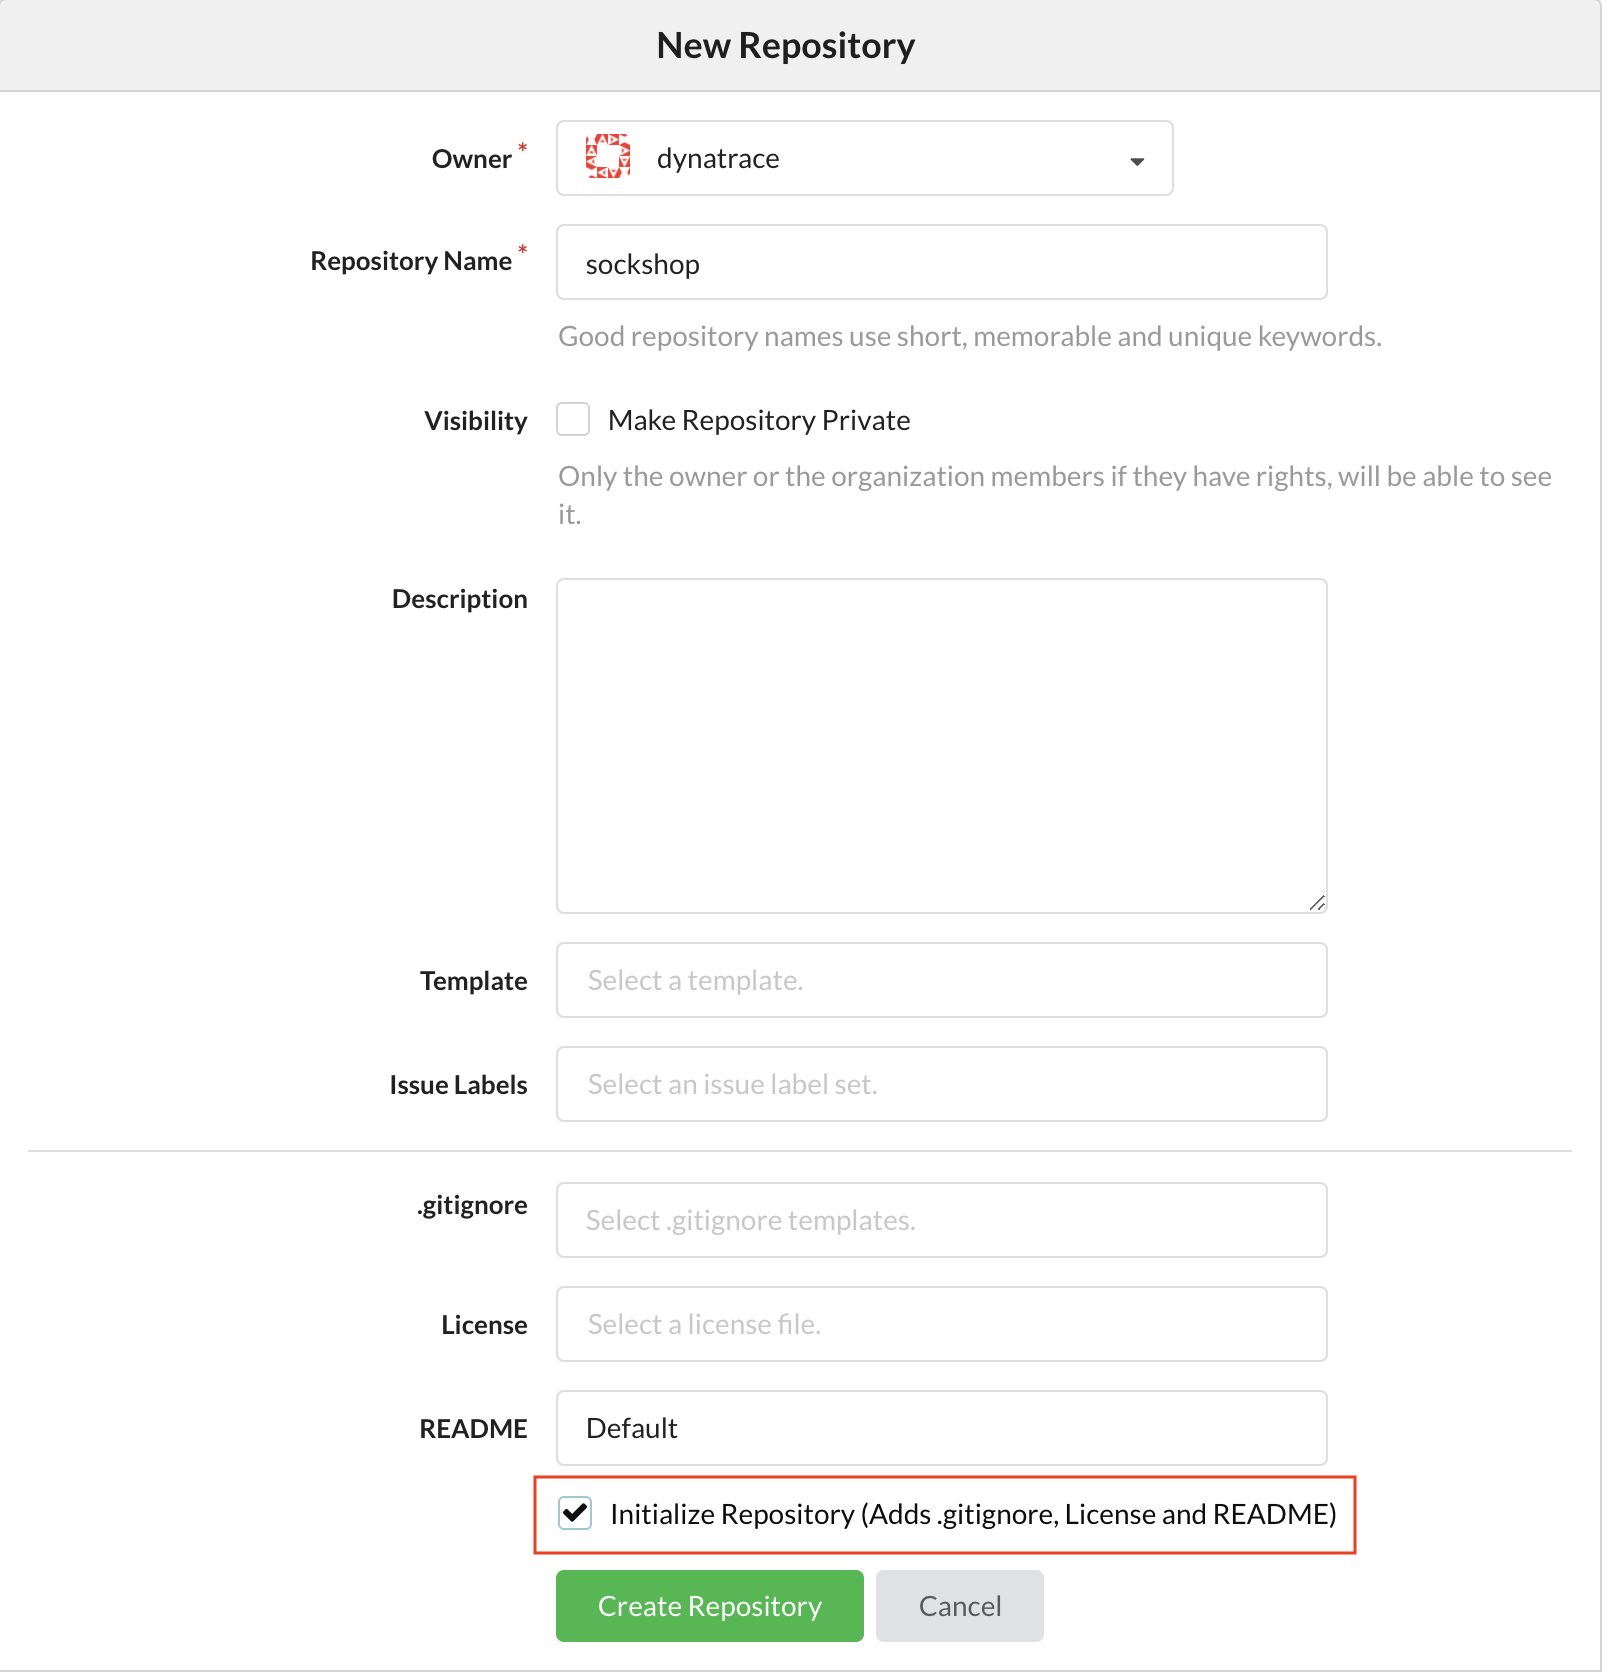 New Repository
Owner *
dynatrace
Repository Name *
sockshop
Good repository names use short, memorable and unique keywords.
Visibility
Make Repository Private
Only the owner or the organization members if they have rights, will be able to see
it.
Description
Template
Select a template.
Issue Labels
Select an issue label set.
.gitignore
Select .gitignore templates.
License
Select a license file.
README
Default
Initialize Repository (Adds .gitignore, License and README)
Create Repository
Cancel